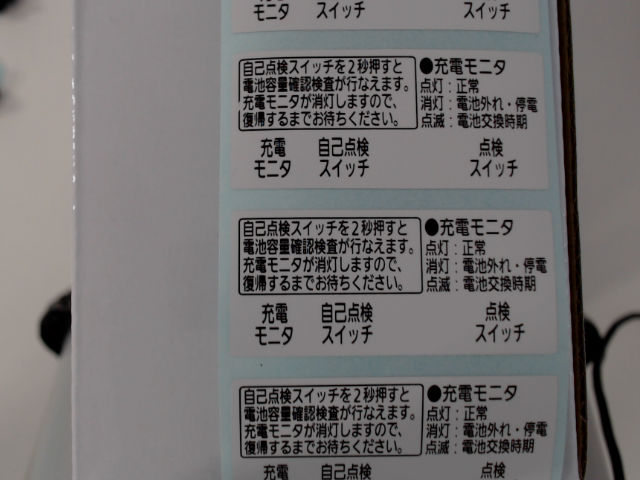 モニタ スイッチ スイッチ
自己点検スイッチを2秒押すと
電池容量確認検査が行なえます。
充電モニタが消灯しますので、
復帰するまでお待ちください。
●充電モニタ
点灯：正常
消灯：電池外れ・停電
点滅：電池交換時期
充電 自己点検 点検
モニタ スイッチ スイッチ
自己点検スイッチを2秒押すと
電池容量確認検査が行なえます。
充電モニタが消灯しますので、
復帰するまでお待ちください。
●充電モニタ
点灯：正常
消灯：電池外れ・停電
点滅：電池交換時期
充電 自己点検 点検
モニタ スイッチ スイッチ
自己点検スイッチを2秒押すと
電池容量確認検査が行なえます。
充電モニタが消灯しますので、
復帰するまでお待ちください。
●充電モニタ
点灯：正常
消灯：電池外れ・停電
点滅：電池交換時期
充電 自己点検 点検